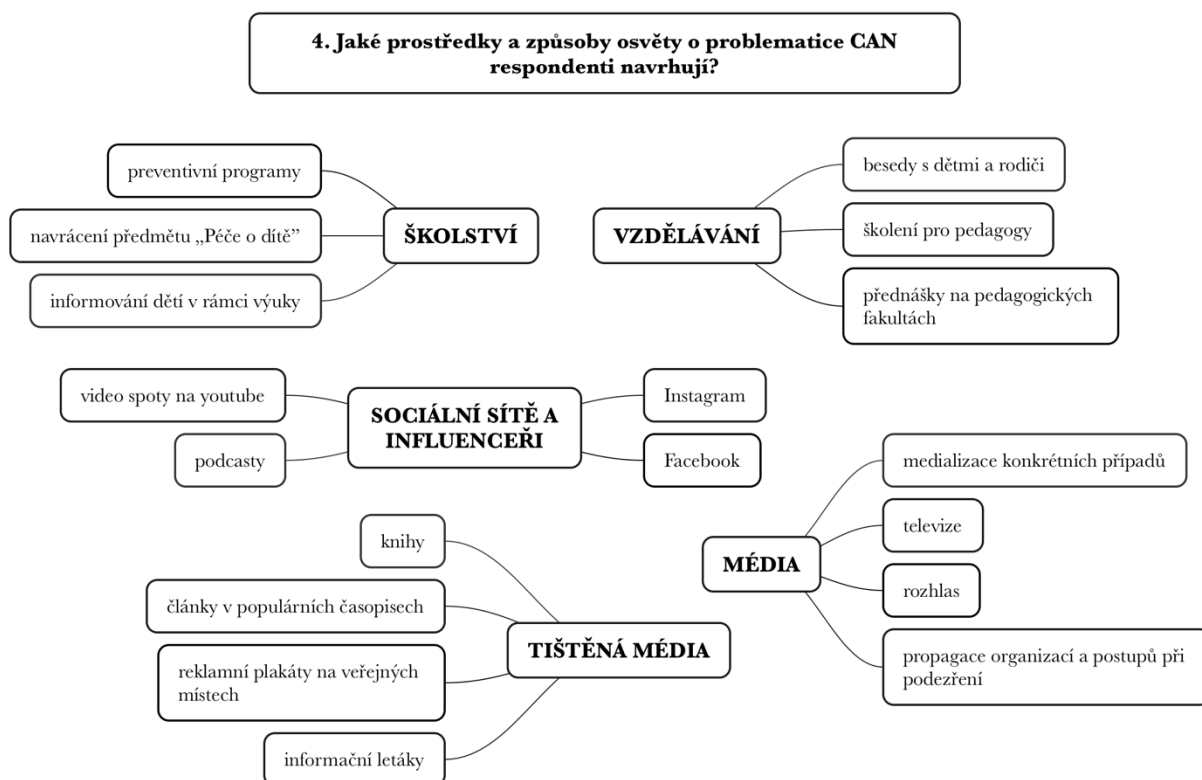 4. Jaké prostředky a způsoby osvěty o problematice CAN
respondenti navrhují?
preventivní programy
navrácení předmětu „Péče o dítě”
informování dětí v rámci výuky
ŠKOLSTVÍ
VZDĚLÁVÁNÍ
besedy s dětmi a rodiči
školení pro pedagogy
přednášky na pedagogických
fakultách
video spoty na youtube
podcasty
SOCIÁLNÍ SÍTĚ A
INFLUENCEŘI
Instagram
Facebook
knihy
články v populárních časopisech
reklamní plakáty na veřejných
místech
informační letáky
TIŠTĚNÁ MÉDIA
MÉDIA
medializace konkrétních případů
televize
rozhlas
propagace organizací a postupů při
podezření